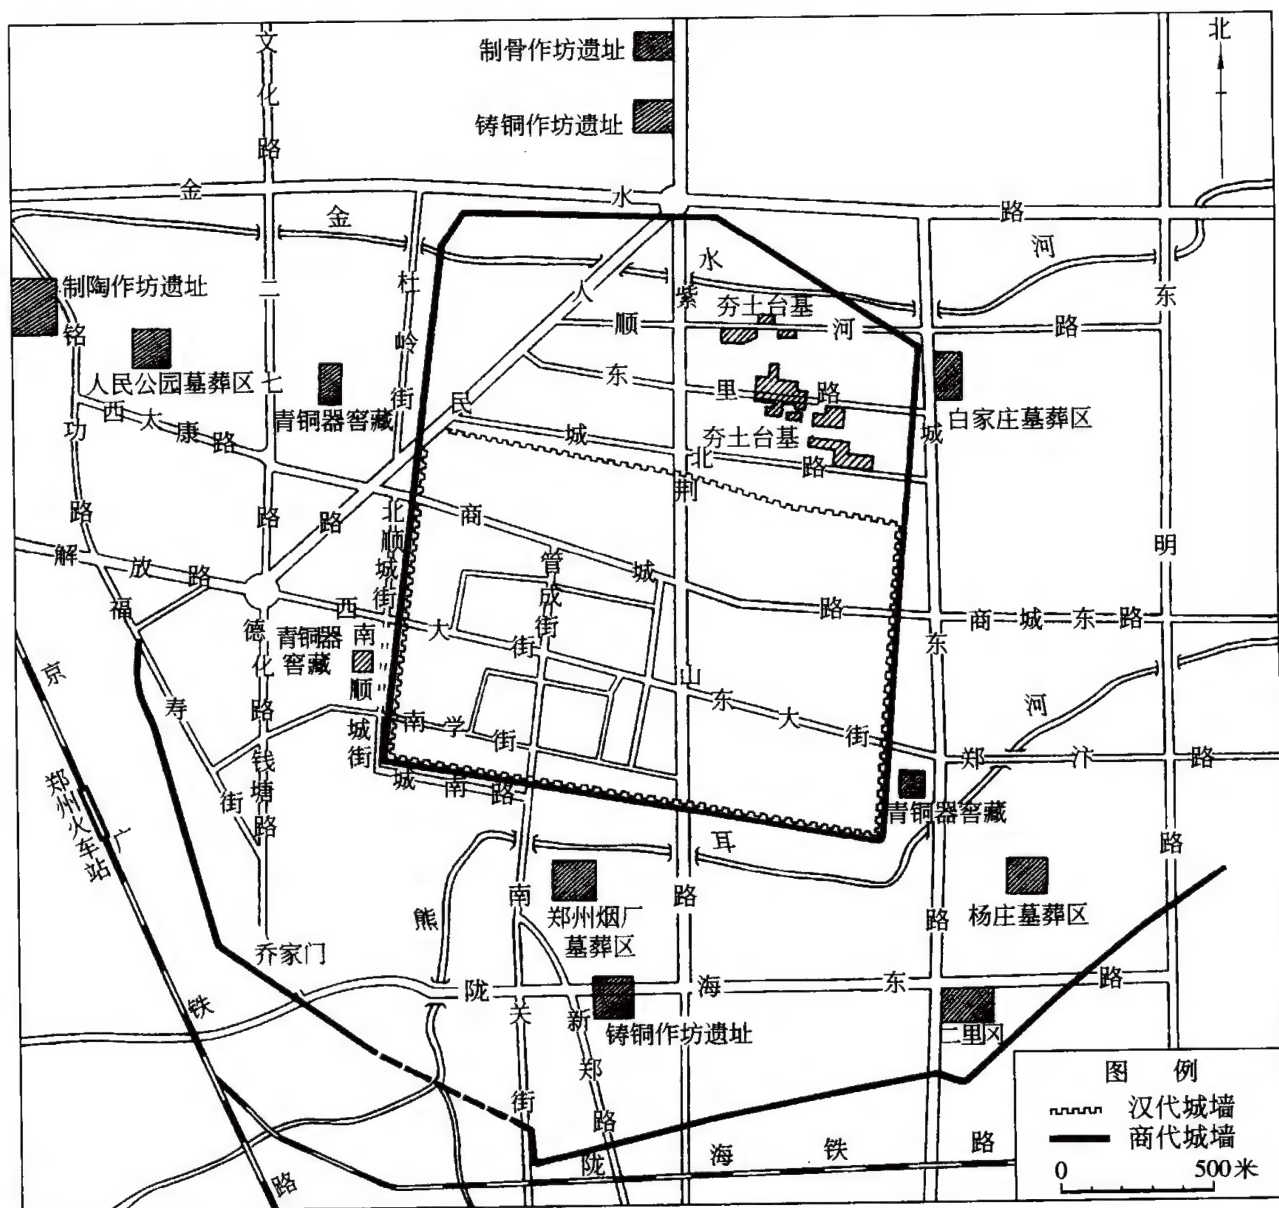 北
制骨作坊遗址
铸铜作坊遗址
文化路
金水路
金水河
制陶作坊遗址
人民公园墓葬区
青铜器窖藏
杜岭街
二七路
人民路
紫荆山路
夯土台基
顺河路
东里路
夯土台基
城北路
白家庄墓葬区
城东路
东明路
铭功路
西太康路
解放路
商城路
商城东路
北顺城街
管成街
西大街
东大街
福寿街
德化路
青铜器
窖藏
南顺城街
南学街
城南路
钱塘路
京广铁路
郑州火车站
郑汴路
青铜器窖藏
熊耳河
郑州烟厂
墓葬区
杨庄墓葬区
南关街
乔家门
陇海东路
新郑路
铸铜作坊遗址
二里冈
陇海铁路
图例
汉代城墙
商代城墙
0 500米